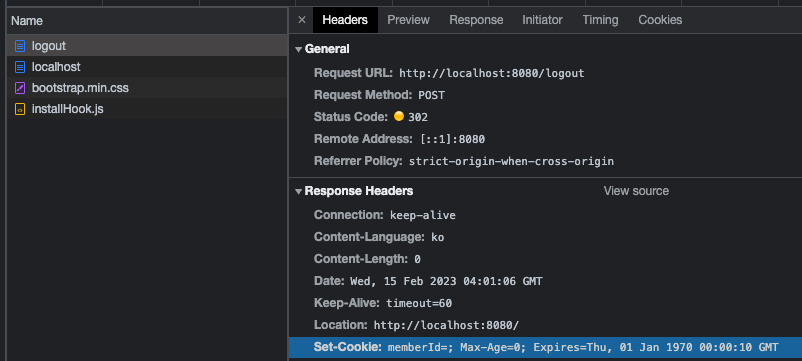 Name
logout
localhost
bootstrap.min.css
installHook.js
× Headers Preview Response Initiator Timing Cookies
General
Request URL: http://localhost:8080/logout
Request Method: POST
Status Code: 302
Remote Address: [::1]:8080
Referrer Policy: strict-origin-when-cross-origin
Response Headers View source
Connection: keep-alive
Content-Language: ko
Content-Length: 0
Date: Wed, 15 Feb 2023 04:01:06 GMT
Keep-Alive: timeout=60
Location: http://localhost:8080/
Set-Cookie: memberId=; Max-Age=0; Expires=Thu, 01 Jan 1970 00:00:10 GMT